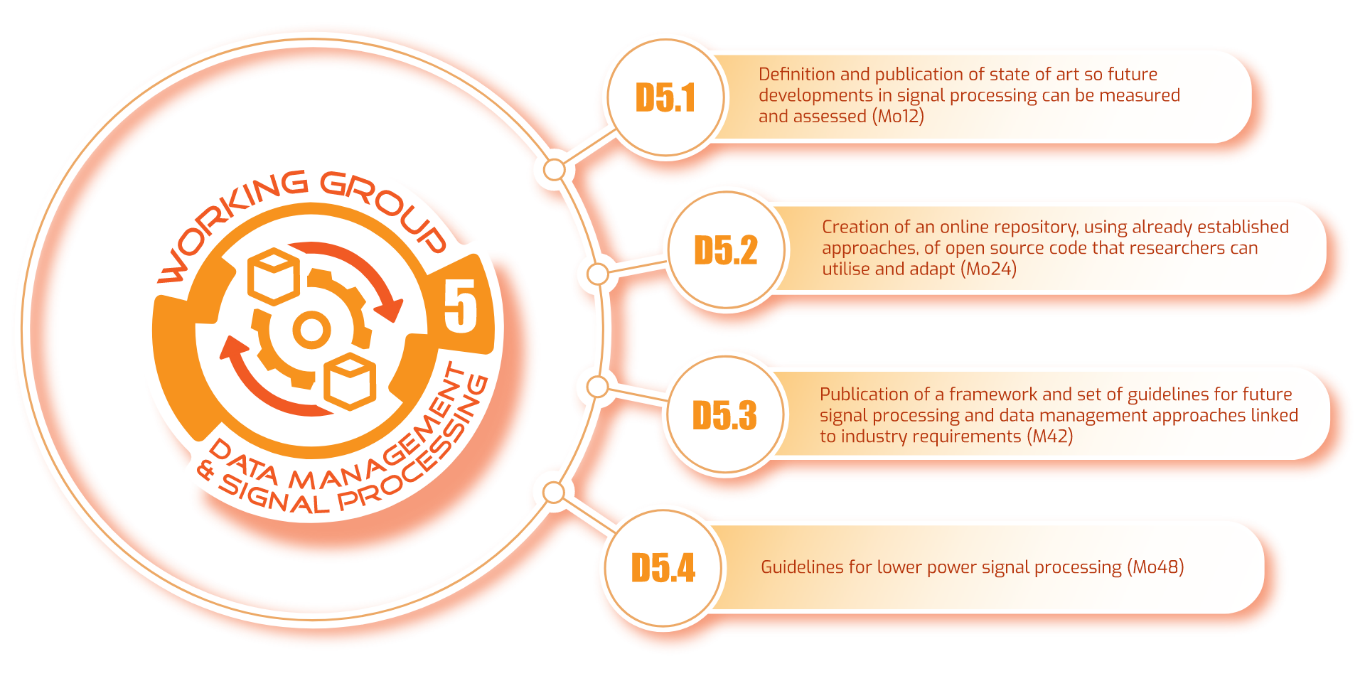 WORKING GROUP
5
DATA MANAGEMENT
& SIGNAL PROCESSING
D5.1
Definition and publication of state of art so future
developments in signal processing can be measured
and assessed (Mo12)
D5.2
Creation of an online repository, using already established
approaches, of open source code that researchers can
utilise and adapt (Mo24)
D5.3
Publication of a framework and set of guidelines for future
signal processing and data management approaches linked
to industry requirements (M42)
D5.4
Guidelines for lower power signal processing (Mo48)